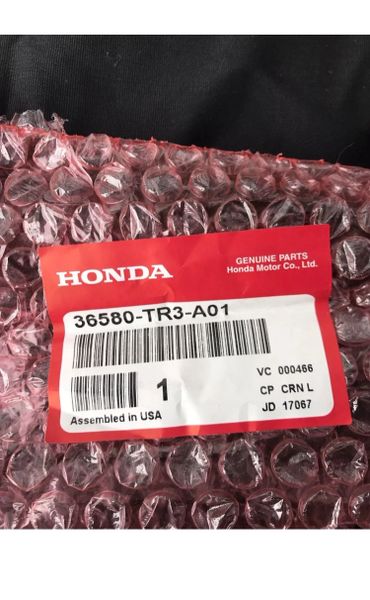 HONDA
GENUINE PARTS
Honda Motor Co., Ltd.
36580-TR3-A01
1
Assembled in USA
VC 000466
CP CRN L
JD 17067